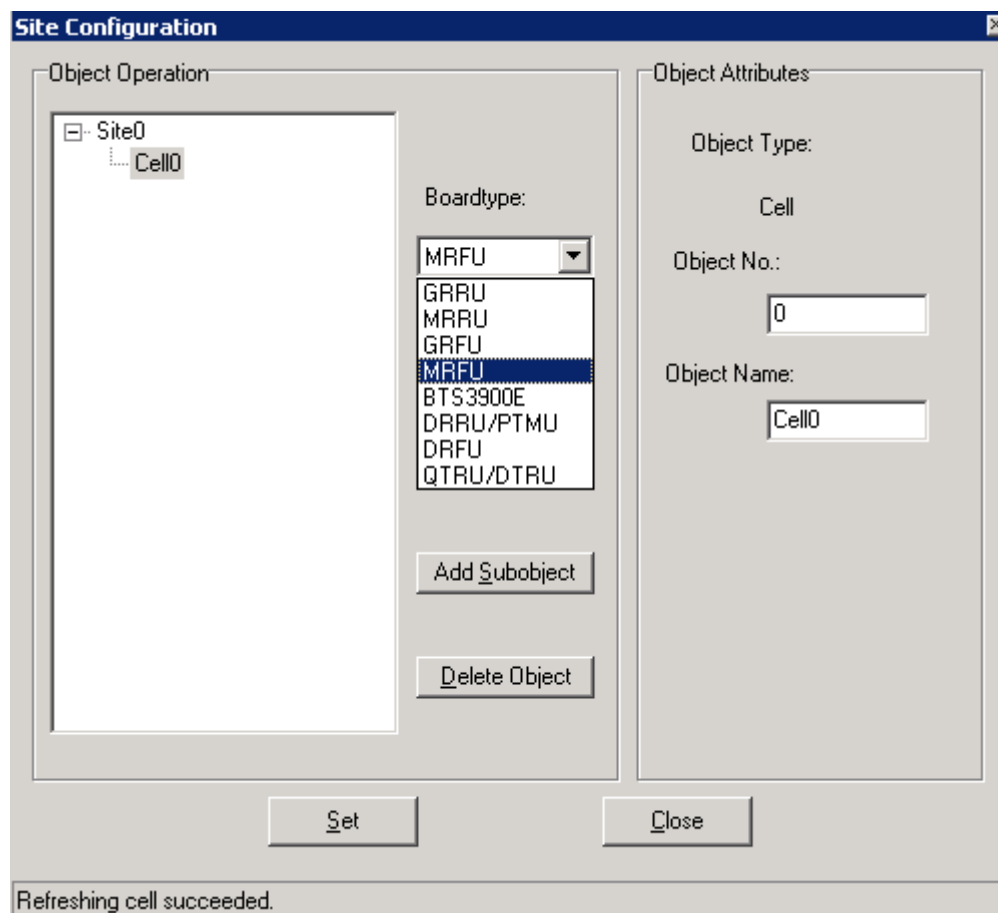 Site Configuration
Object Operation
Site0
Cell0
Boardtype:
MRFU
GRRU
MRRU
GRFU
MRFU
BTS3900E
DRRU/PTMU
DRFU
QTRU/DTRU
Add Subobject
Delete Object
Object Attributes
Object Type:
Cell
Object No.:
0
Object Name:
Cell0
Set
Close
Refreshing cell succeeded.